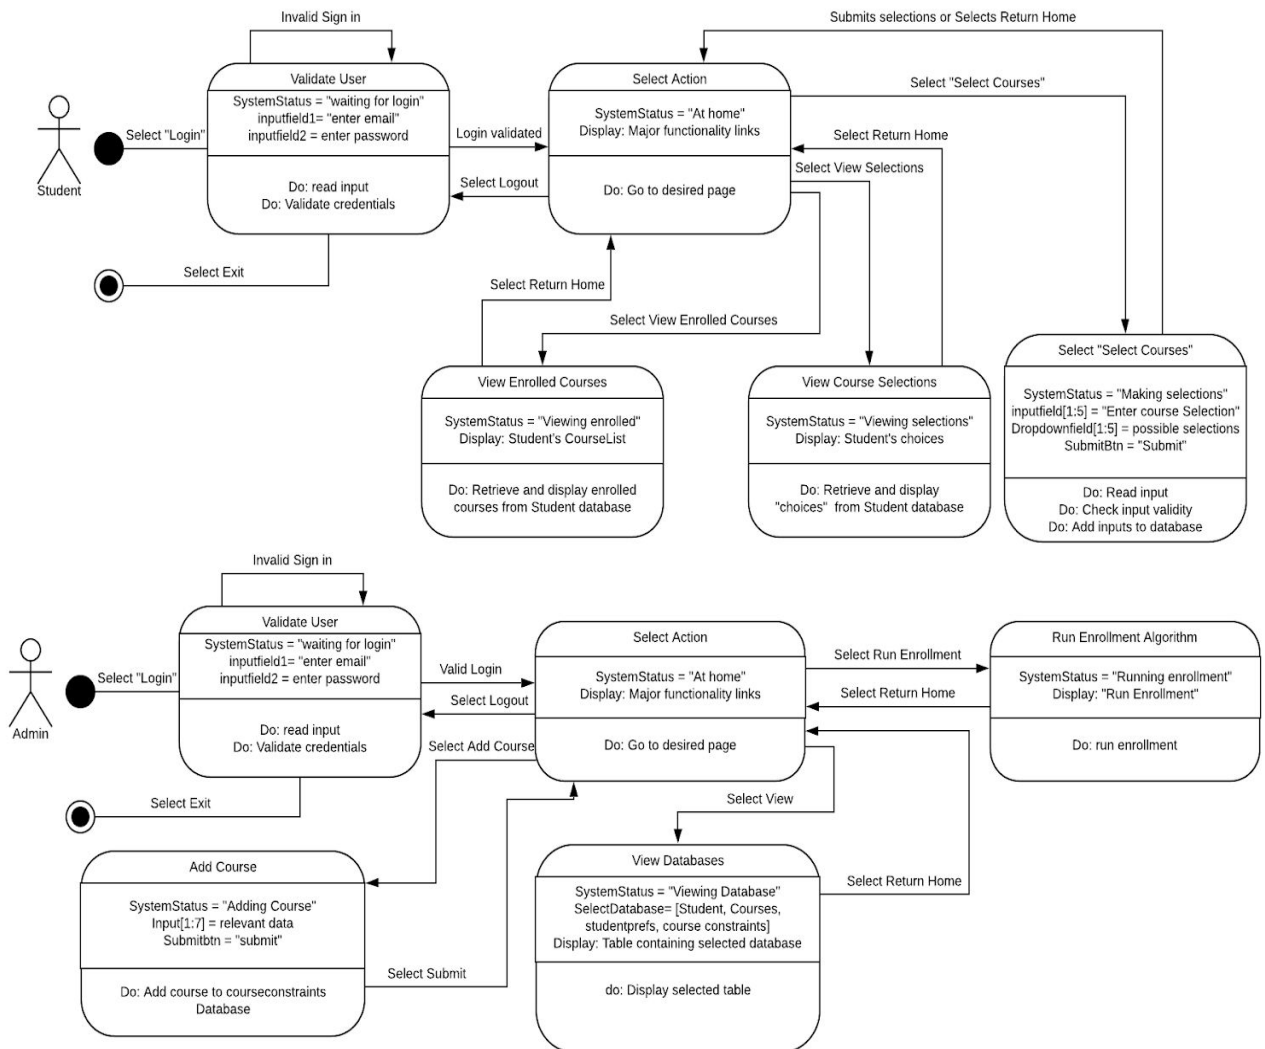 Invalid Sign in
Submits selections or Selects Return Home
Validate User
SystemStatus = "waiting for login"
inputfield1= "enter email"
inputfield2 = enter password
Do: read input
Do: Validate credentials
Select Action
SystemStatus = "At home"
Display: Major functionality links
Do: Go to desired page
Select "Select Courses"
Student
Select "Login"
Login validated
Select Logout
Select Return Home
Select View Selections
Select Exit
Select Return Home
Select View Enrolled Courses
View Enrolled Courses
SystemStatus = "Viewing enrolled"
Display: Student's CourseList
Do: Retrieve and display enrolled
courses from Student database
View Course Selections
SystemStatus = "Viewing selections"
Display: Student's choices
Do: Retrieve and display
"choices" from Student database
Select "Select Courses"
SystemStatus = "Making selections"
inputfield[1:5] = "Enter course Selection"
Dropdownfield[1:5] = possible selections
SubmitBtn = "Submit"
Do: Read input
Do: Check input validity
Do: Add inputs to database
Invalid Sign in
Validate User
SystemStatus = "waiting for login"
inputfield1= "enter email"
inputfield2 = enter password
Do: read input
Do: Validate credentials
Select Action
SystemStatus = "At home"
Display: Major functionality links
Do: Go to desired page
Run Enrollment Algorithm
SystemStatus = "Running enrollment"
Display: "Run Enrollment"
Do: run enrollment
Admin
Select "Login"
Valid Login
Select Logout
Select Add Course
Select Run Enrollment
Select Return Home
Select Exit
Select View
Add Course
SystemStatus = "Adding Course"
Input[1:7] = relevant data
Submitbtn = "submit"
Do: Add course to courseconstraints
Database
Select Submit
View Databases
SystemStatus = "Viewing Database"
SelectDatabase= [Student, Courses,
studentprefs, course constraints]
Display: Table containing selected database
do: Display selected table
Select Return Home